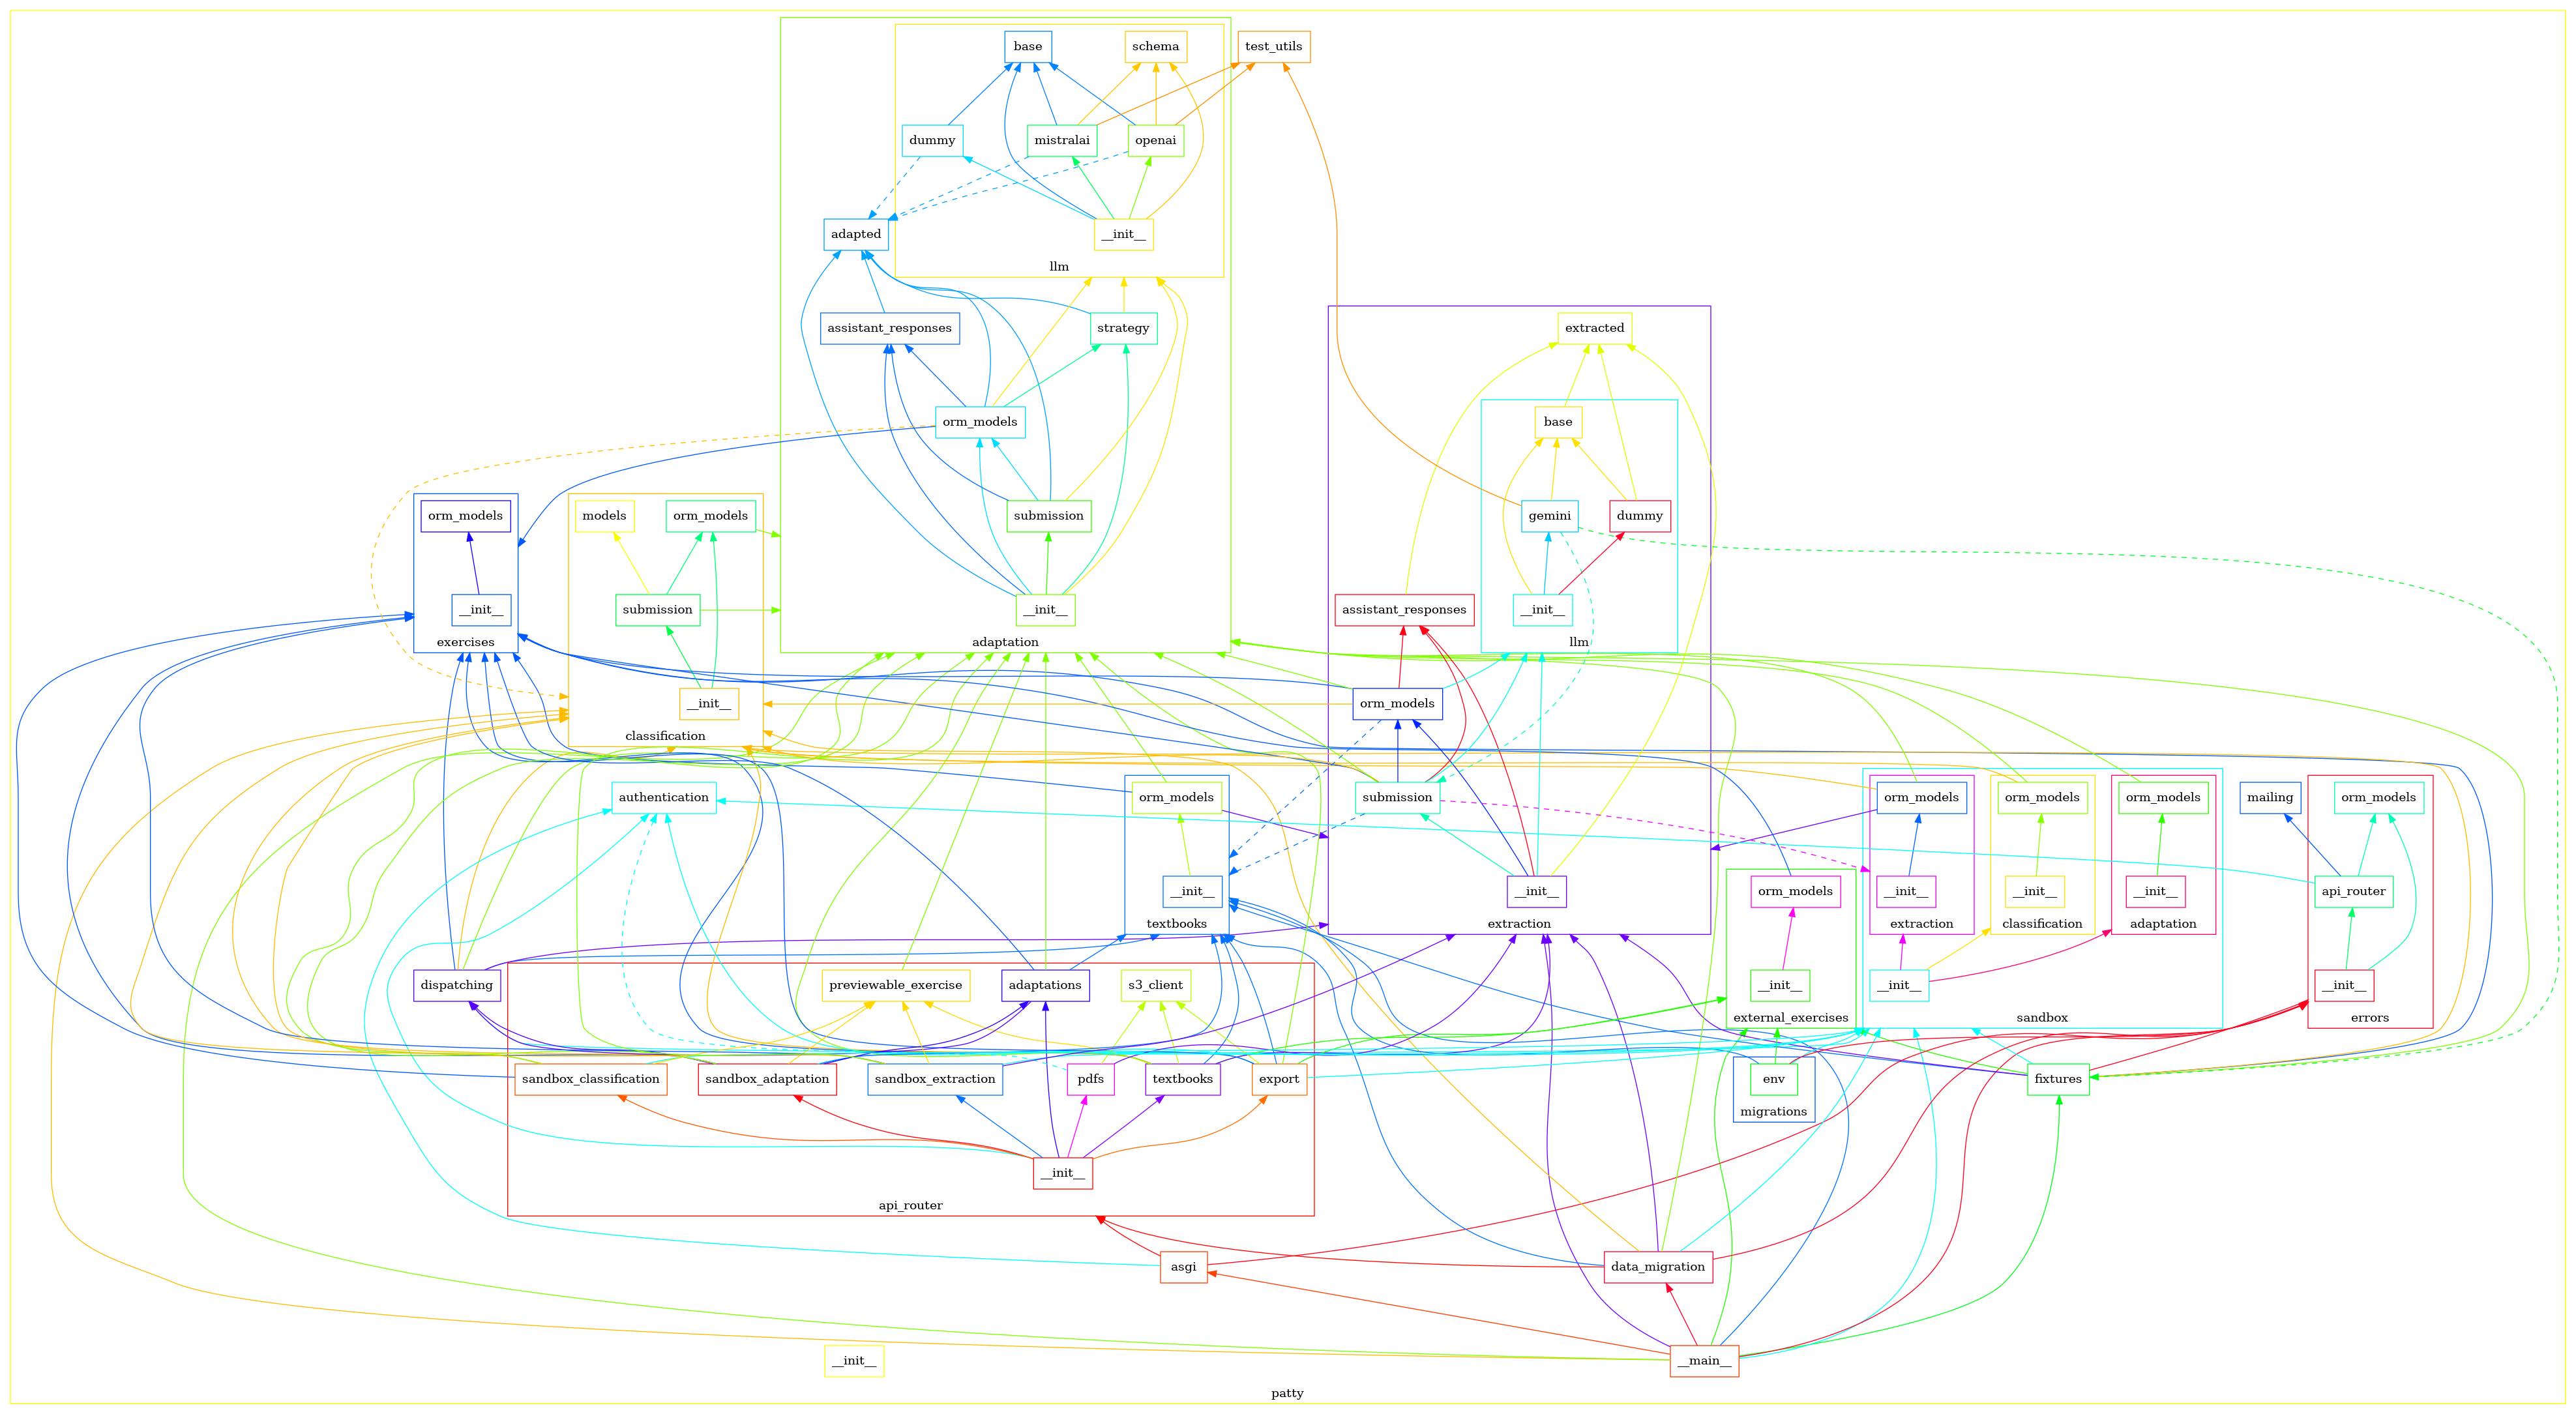 base
schema
test_utils
dummy
mistralai
openai
adapted
__init__
llm
assistant_responses
strategy
extracted
orm_models
base
orm_models
models
orm_models
submission
gemini
dummy
__init__
submission
__init__
assistant_responses
__init__
exercises
adaptation
llm
__init__
orm_models
classification
authentication
orm_models
submission
orm_models
orm_models
orm_models
mailing
orm_models
__init__
__init__
orm_models
__init__
__init__
__init__
api_router
textbooks
extraction
extraction
classification
adaptation
dispatching
previewable_exercise
adaptations
s3_client
__init__
__init__
__init__
external_exercises
sandbox
errors
sandbox_classification
sandbox_adaptation
sandbox_extraction
pdfs
textbooks
export
env
fixtures
migrations
__init__
api_router
asgi
data_migration
__init__
__main__
patty